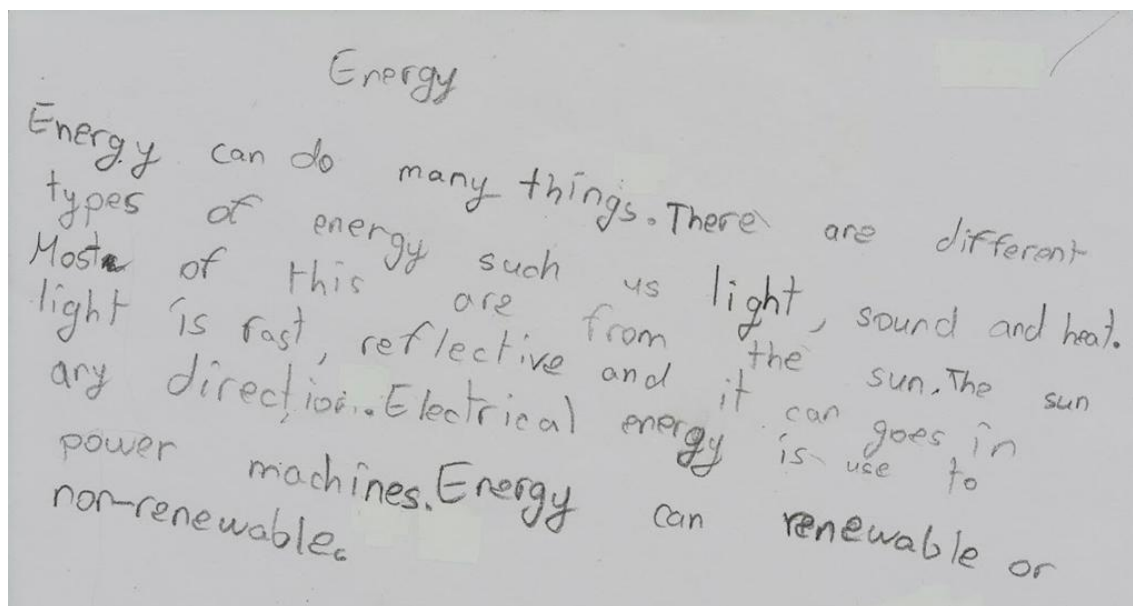 Energy
Energy can do many things. There are different
types of energy such us light, sound and heat.
Most of this are from the sun. The sun
light is fast, reflective and it can goes in
any direction. Electrical energy is use to
power machines. Energy can renewable or
non-renewable.